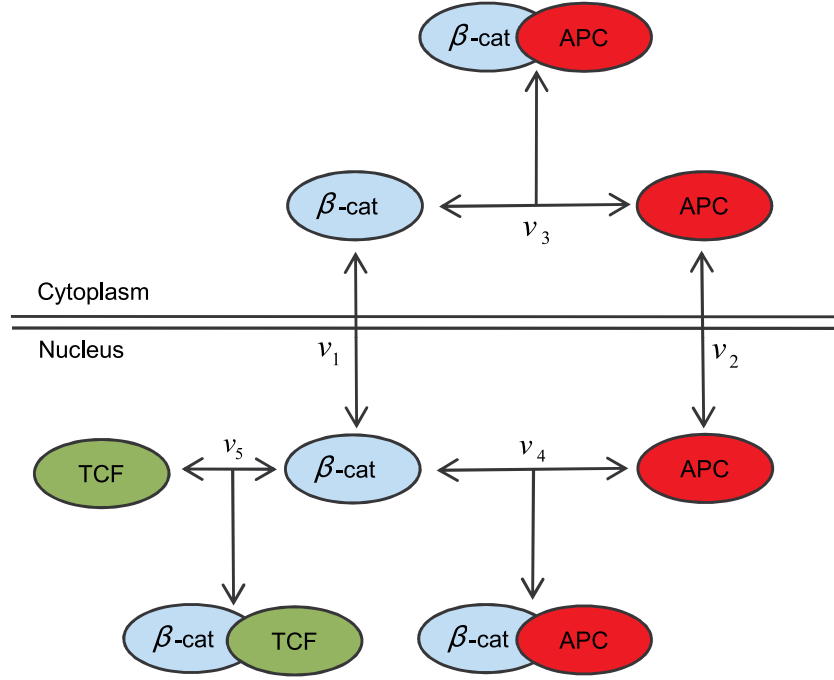 β-cat APC
β-cat APC
v3
Cytoplasm
Nucleus
v1 v2
TCF v5 β-cat v4 APC
β-cat TCF β-cat APC